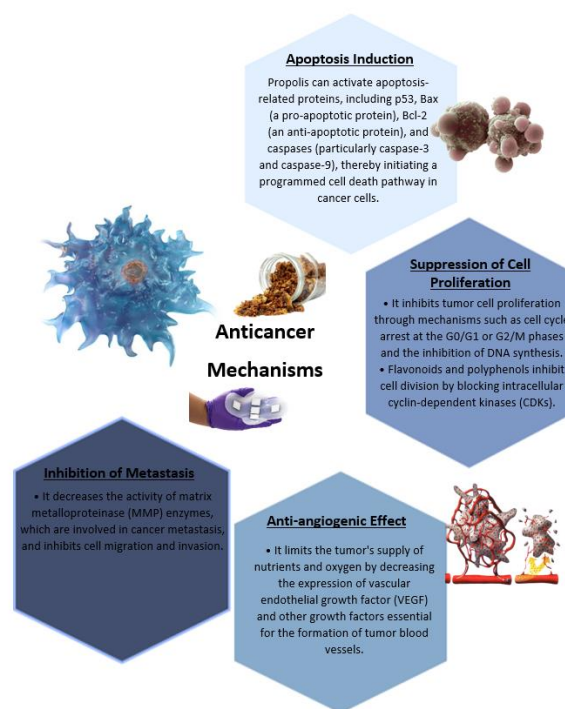 Apoptosis Induction
Propolis can activate apoptosis-
related proteins, including p53, Bax
(a pro-apoptotic protein), Bcl-2
(an anti-apoptotic protein), and
caspases (particularly caspase-3
and caspase-9), thereby initiating a
programmed cell death pathway in
cancer cells.
Suppression of Cell
Proliferation
• It inhibits tumor cell proliferation
through mechanisms such as cell cycle
arrest at the G0/G1 or G2/M phases
and the inhibition of DNA synthesis.
• Flavonoids and polyphenols inhibit
cell division by blocking intracellular
cyclin-dependent kinases (CDKs).
Anticancer
Mechanisms
Inhibition of Metastasis
• It decreases the activity of matrix
metalloproteinase (MMP) enzymes,
which are involved in cancer metastasis,
and inhibits cell migration and invasion.
Anti-angiogenic Effect
• It limits the tumor's supply of
nutrients and oxygen by decreasing
the expression of vascular
endothelial growth factor (VEGF)
and other growth factors essential
for the formation of tumor blood
vessels.